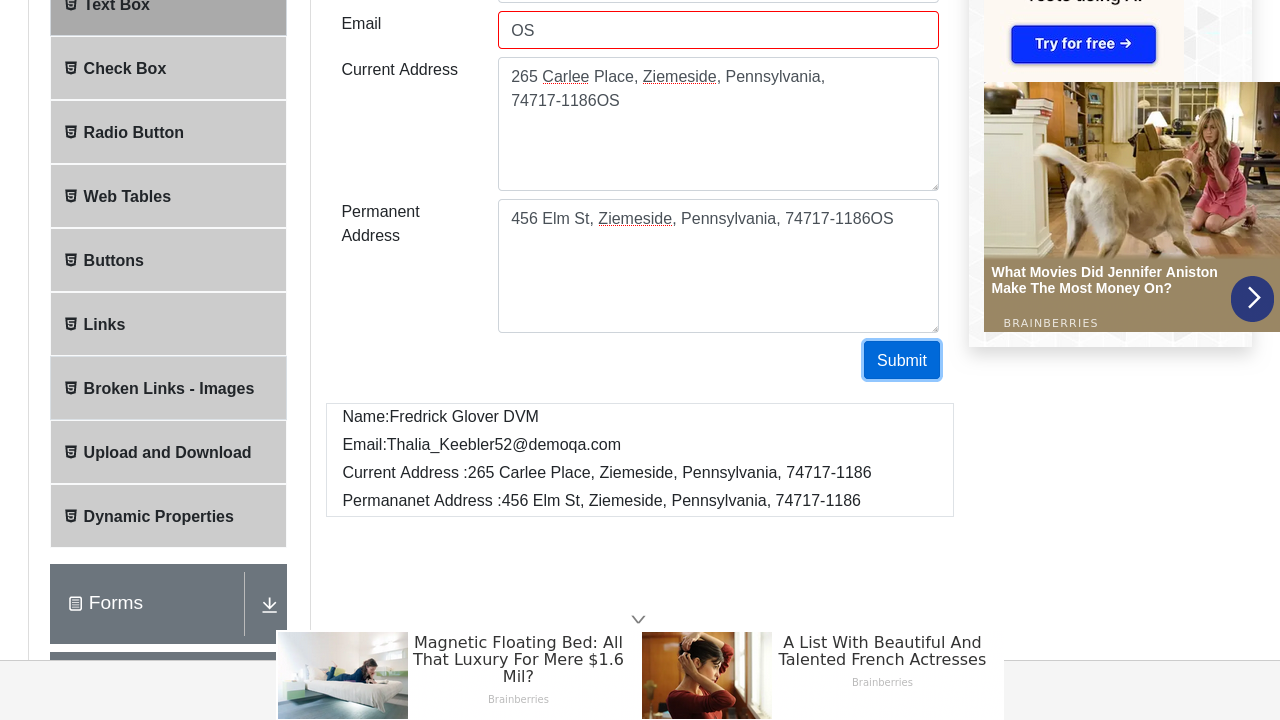 Text Box
Check Box
Radio Button
Web Tables
Buttons
Links
Broken Links - Images
Upload and Download
Dynamic Properties
Forms
Email
OS
Current Address
265 Carlee Place, Ziemeside, Pennsylvania,
74717-1186OS
Permanent
Address
456 Elm St, Ziemeside, Pennsylvania, 74717-1186OS
Submit
Name:Fredrick Glover DVM
Email:Thalia_Keebler52@demoqa.com
Current Address :265 Carlee Place, Ziemeside, Pennsylvania, 74717-1186
Permananet Address :456 Elm St, Ziemeside, Pennsylvania, 74717-1186
Try for free →
What Movies Did Jennifer Aniston
Make The Most Money On?
BRAINBERRIES
Magnetic Floating Bed: All
That Luxury For Mere $1.6
Mil?
Brainberries
A List With Beautiful And
Talented French Actresses
Brainberries